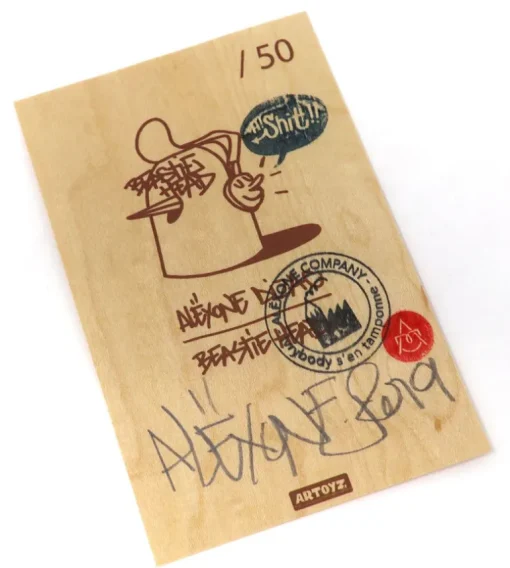 / 50
Shit!!
BEASTIE
HEAD
ALËXONE DIZAC
BEASTIE HEAD
ALËXONE COMPANY -
everybody s'en tamponne -
ALËXONE. 2019
ARTOYZ